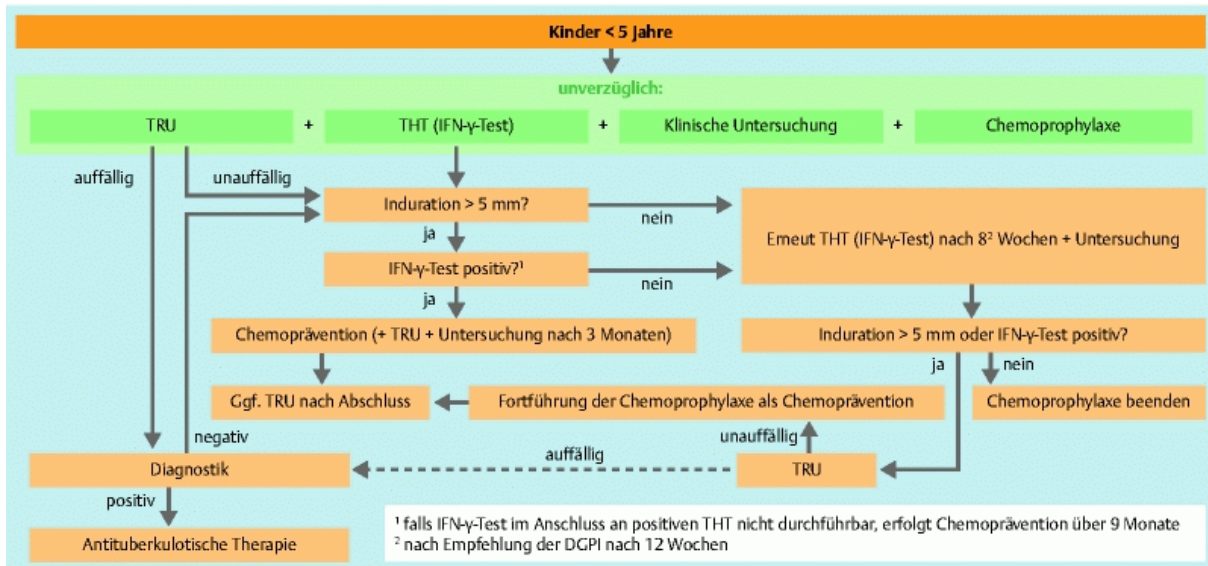 Kinder < 5 Jahre
unverzüglich:
TRU + THT (IFN-γ-Test) + Klinische Untersuchung + Chemoprophylaxe
auffällig
unauffällig
Induration > 5 mm?
nein
ja
IFN-γ-Test positiv?¹
nein
ja
Erneut THT (IFN-γ-Test) nach 8² Wochen + Untersuchung
Chemoprävention (+ TRU + Untersuchung nach 3 Monaten)
Induration > 5 mm oder IFN-γ-Test positiv?
ja
nein
Ggf. TRU nach Abschluss
Fortführung der Chemoprophylaxe als Chemoprävention
Chemoprophylaxe beenden
negativ
unauffällig
auffällig
Diagnostik
TRU
positiv
Antituberkulotische Therapie
¹ falls IFN-γ-Test im Anschluss an positiven THT nicht durchführbar, erfolgt Chemoprävention über 9 Monate
² nach Empfehlung der DGPI nach 12 Wochen